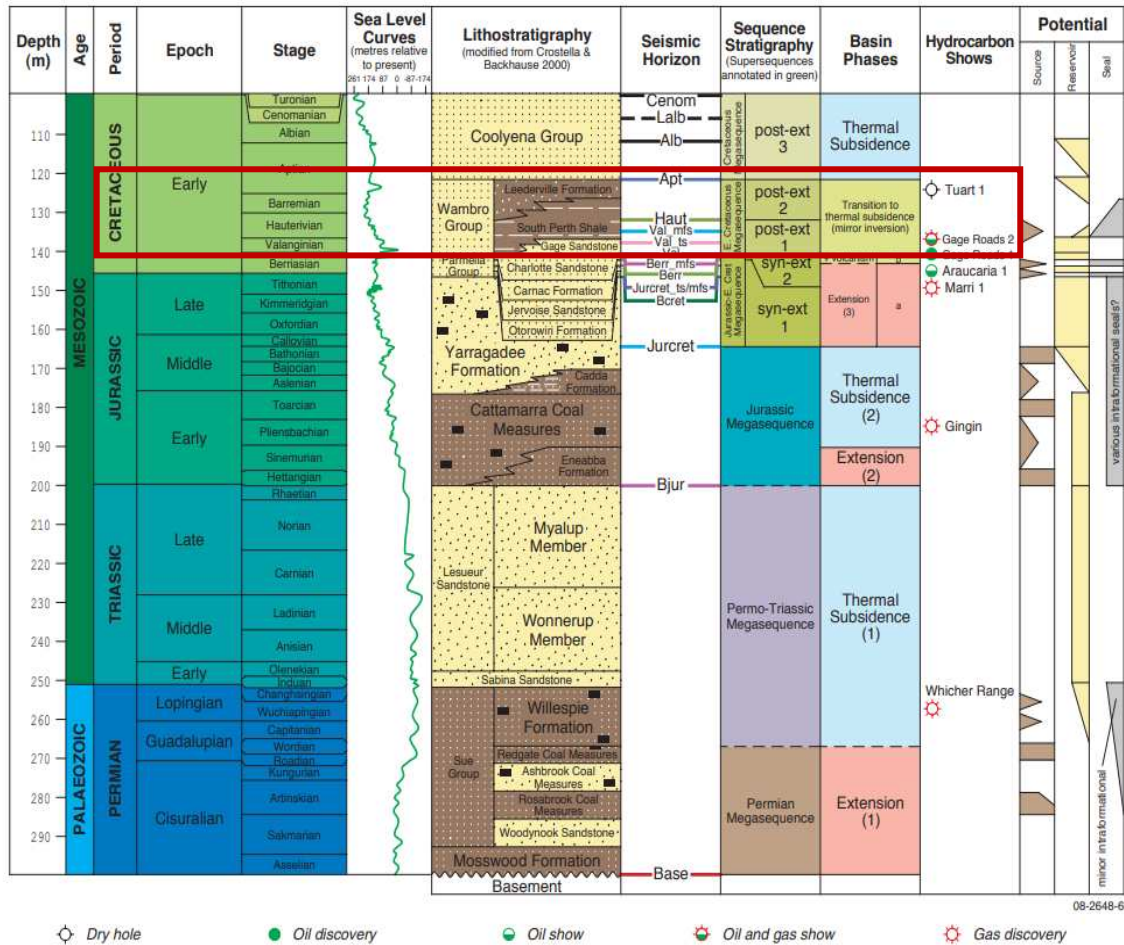 Depth (m)
Age
Period
Epoch
Stage
Sea Level Curves
(metres relative to present)
261 174 87 0 -87-174
Lithostratigraphy
(modified from Crostella & Backhause 2000)
Seismic Horizon
Sequence Stratigraphy
(Supersequences annotated in green)
Basin Phases
Hydrocarbon Shows
Potential
Source
Reservoir
Seal
110
120
130
140
150
160
170
180
190
200
210
220
230
240
250
260
270
280
290
MESOZOIC
PALAEOZOIC
CRETACEOUS
JURASSIC
TRIASSIC
PERMIAN
Early
Late
Middle
Early
Late
Middle
Early
Lopingian
Guadalupian
Cisuralian
Turonian
Cenomanian
Albian
Aptian
Barremian
Hauterivian
Valanginian
Berriasian
Tithonian
Kimmeridgian
Oxfordian
Callovian
Bathonian
Bajocian
Aalenian
Toarcian
Pliensbachian
Sinemurian
Hettangian
Rhaetian
Norian
Carnian
Ladinian
Anisian
Olenekian
Induan
Changhsingian
Wuchiapingian
Capitanian
Wordian
Roadian
Kungurian
Artinskian
Sakmarian
Asselian
Coolyena Group
Wambro Group
Leederville Formation
South Perth Shale
Gage Sandstone
Parmelia Group
Charlotte Sandstone
Carnac Formation
Jervoise Sandstone
Otorowin Formation
Yarragadee Formation
Cadda Formation
Cattamarra Coal Measures
Eneabba Formation
Lesueur Sandstone
Myalup Member
Wonnerup Member
Sabina Sandstone
Sue Group
Willespie Formation
Redgate Coal Measures
Ashbrook Coal Measures
Rosabrook Coal Measures
Woodynook Sandstone
Mosswood Formation
Basement
Cenom
Lalb
Alb
Apt
Haut
Val_mfs
Val_ts
Berr_mfs
Berr
Jurcret_ts/mfs
Bcret
Jurcret
Bjur
Base
Cretaceous Megasequence
post-ext 3
E. Cretaceous Megasequence
post-ext 2
post-ext 1
Jurassic-E. Cret Megasequence
syn-ext 2
syn-ext 1
Jurassic Megasequence
Permo-Triassic Megasequence
Permian Megasequence
Thermal Subsidence
Transition to thermal subsidence (mirror inversion)
Extension (3)
a
Thermal Subsidence (2)
Extension (2)
Thermal Subsidence (1)
Extension (1)
Tuart 1
Gage Roads 2
Gage Roads 1
Araucaria 1
Marri 1
Gingin
Whicher Range
various intraformational seals?
minor intraformational
08-2648-6
Dry hole
Oil discovery
Oil show
Oil and gas show
Gas discovery